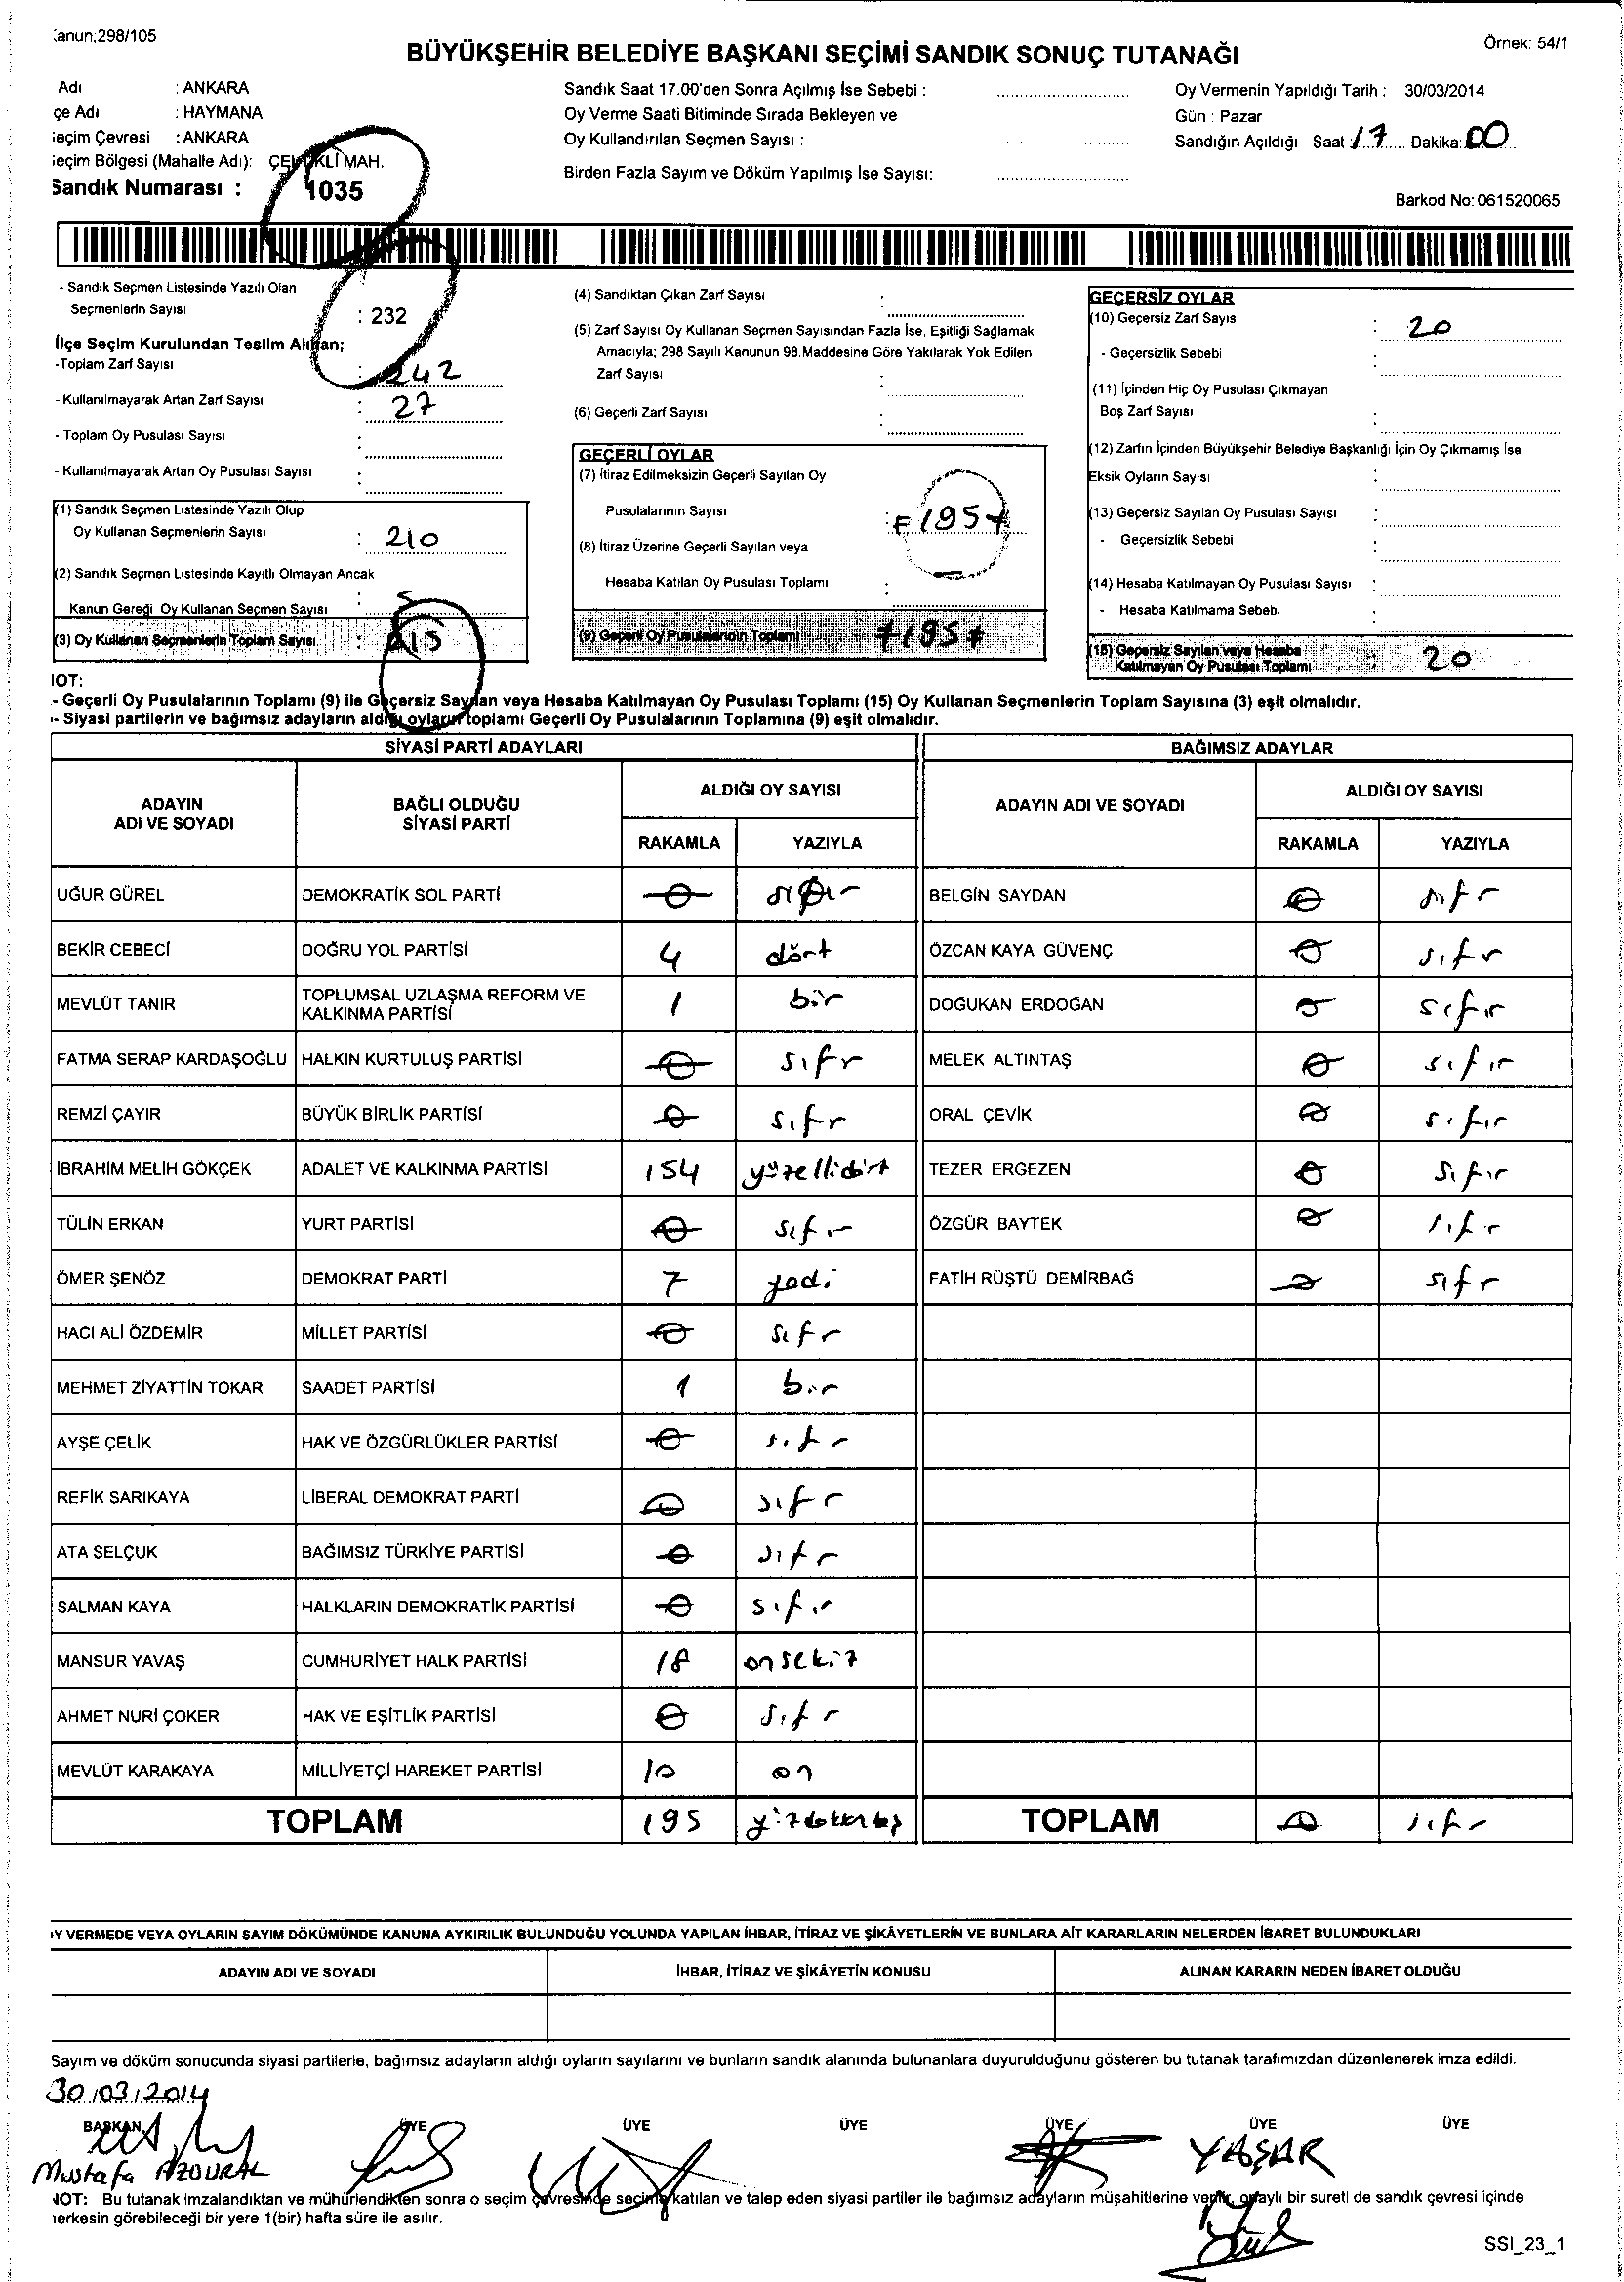 Kanun;298/105
Örnek: 54/1
BÜYÜKŞEHİR BELEDİYE BAŞKANI SEÇİMİ SANDIK SONUÇ TUTANAĞI
Adı : ANKARA
çe Adı : HAYMANA
eçim Çevresi : ANKARA
eçim Bölgesi (Mahalle Adı): MAH.
Sandık Numarası : 1035
Sandık Saat 17.00'den Sonra Açılmış İse Sebebi :
Oy Verme Saati Bitiminde Sırada Bekleyen ve
Oy Kullandırılan Seçmen Sayısı :
Birden Fazla Sayım ve Döküm Yapılmış İse Sayısı:
Oy Vermenin Yapıldığı Tarih : 30/03/2014
Gün : Pazar
Sandığın Açıldığı Saat 17 Dakika: 00
Barkod No: 061520065
- Sandık Seçmen Listesinde Yazılı Olan
Seçmenlerin Sayısı : 232
İlçe Seçim Kurulundan Teslim Alınan;
-Toplam Zarf Sayısı : 242
- Kullanılmayarak Artan Zarf Sayısı : 27
- Toplam Oy Pusulası Sayısı :
- Kullanılmayarak Artan Oy Pusulası Sayısı :
(1) Sandık Seçmen Listesinde Yazılı Olup
Oy Kullanan Seçmenlerin Sayısı : 210
(2) Sandık Seçmen Listesinde Kayıtlı Olmayan Ancak
Kanun Gereği Oy Kullanan Seçmen Sayısı : 5
(3) Oy Kullanan Seçmenlerin Toplam Sayısı : 215
(4) Sandıktan Çıkan Zarf Sayısı :
(5) Zarf Sayısı Oy Kullanan Seçmen Sayısından Fazla İse, Eşitliği Sağlamak
Amacıyla; 298 Sayılı Kanunun 98.Maddesine Göre Yakılarak Yok Edilen
Zarf Sayısı :
(6) Geçerli Zarf Sayısı :
GEÇERLİ OYLAR
(7) İtiraz Edilmeksizin Geçerli Sayılan Oy
Pusulalarının Sayısı : 195
(8) İtiraz Üzerine Geçerli Sayılan veya
Hesaba Katılan Oy Pusulası Toplamı :
(9) Geçerli Oy Pusulalarının Toplamı 195
GEÇERSİZ OYLAR
(10) Geçersiz Zarf Sayısı : 20
- Geçersizlik Sebebi :
(11) İçinden Hiç Oy Pusulası Çıkmayan
Boş Zarf Sayısı :
(12) Zarfın İçinden Büyükşehir Belediye Başkanlığı İçin Oy Çıkmamış İse
Eksik Oyların Sayısı :
(13) Geçersiz Sayılan Oy Pusulası Sayısı :
- Geçersizlik Sebebi :
(14) Hesaba Katılmayan Oy Pusulası Sayısı :
- Hesaba Katılmama Sebebi :
(15) Geçersiz Sayılan veya Hesaba
Katılmayan Oy Pusulası Toplamı : 20
NOT:
- Geçerli Oy Pusulalarının Toplamı (9) ile Geçersiz Sayılan veya Hesaba Katılmayan Oy Pusulası Toplamı (15) Oy Kullanan Seçmenlerin Toplam Sayısına (3) eşit olmalıdır.
- Siyasi partilerin ve bağımsız adayların aldığı oyların toplamı Geçerli Oy Pusulalarının Toplamına (9) eşit olmalıdır.
SİYASİ PARTİ ADAYLARI BAĞIMSIZ ADAYLAR
ADAYIN ADI VE SOYADI BAĞLI OLDUĞU SİYASİ PARTİ ALDIĞI OY SAYISI ADAYIN ADI VE SOYADI ALDIĞI OY SAYISI
RAKAMLA YAZIYLA RAKAMLA YAZIYLA
UĞUR GÜREL DEMOKRATİK SOL PARTİ 0 sıfır BELGİN SAYDAN 0 sıfr
BEKİR CEBECİ DOĞRU YOL PARTİSİ 4 dört ÖZCAN KAYA GÜVENÇ 0 sıfr
MEVLÜT TANIR TOPLUMSAL UZLAŞMA REFORM VE KALKINMA PARTİSİ 1 bir DOĞUKAN ERDOĞAN 0 sıfır
FATMA SERAP KARDAŞOĞLU HALKIN KURTULUŞ PARTİSİ 0 sıfr MELEK ALTINTAŞ 0 sıfır
REMZİ ÇAYIR BÜYÜK BİRLİK PARTİSİ 0 sıfr ORAL ÇEVİK 0 sıfır
İBRAHİM MELİH GÖKÇEK ADALET VE KALKINMA PARTİSİ 154 yüzellidört TEZER ERGEZEN 0 sıfır
TÜLİN ERKAN YURT PARTİSİ 0 sıfır ÖZGÜR BAYTEK 0 sıfr
ÖMER ŞENÖZ DEMOKRAT PARTİ 7 yedi FATİH RÜŞTÜ DEMİRBAĞ 0 sıfr
HACI ALİ ÖZDEMİR MİLLET PARTİSİ 0 sıfr
MEHMET ZİYATTİN TOKAR SAADET PARTİSİ 1 bir
AYŞE ÇELİK HAK VE ÖZGÜRLÜKLER PARTİSİ 0 sıfr
REFİK SARIKAYA LİBERAL DEMOKRAT PARTİ 0 sıfr
ATA SELÇUK BAĞIMSIZ TÜRKİYE PARTİSİ 0 sıfr
SALMAN KAYA HALKLARIN DEMOKRATİK PARTİSİ 0 sıfır
MANSUR YAVAŞ CUMHURİYET HALK PARTİSİ 18 onsekiz
AHMET NURİ ÇOKER HAK VE EŞİTLİK PARTİSİ 0 sıfr
MEVLÜT KARAKAYA MİLLİYETÇİ HAREKET PARTİSİ 10 on
TOPLAM 195 TOPLAM 0 sıfr
OY VERMEDE VEYA OYLARIN SAYIM DÖKÜMÜNDE KANUNA AYKIRILIK BULUNDUĞU YOLUNDA YAPILAN İHBAR, İTİRAZ VE ŞİKÂYETLERİN VE BUNLARA AİT KARARLARIN NELERDEN İBARET BULUNDUKLARI
ADAYIN ADI VE SOYADI İHBAR, İTİRAZ VE ŞİKÂYETİN KONUSU ALINAN KARARIN NEDEN İBARET OLDUĞU
Sayım ve döküm sonucunda siyasi partilerle, bağımsız adayların aldığı oyların sayılarını ve bunların sandık alanında bulunanlara duyurulduğunu gösteren bu tutanak tarafımızdan düzenlenerek imza edildi.
30/03/2014
BAŞKAN ÜYE ÜYE ÜYE ÜYE ÜYE ÜYE
Mustafa YAŞAR
NOT: Bu tutanak imzalandıktan ve mühürlendikten sonra o seçim çevresinde seçime katılan ve talep eden siyasi partiler ile bağımsız adayların müşahitlerine verilir, onaylı bir sureti de sandık çevresi içinde
herkesin görebileceği bir yere 1(bir) hafta süre ile asılır.
SSI_23_1